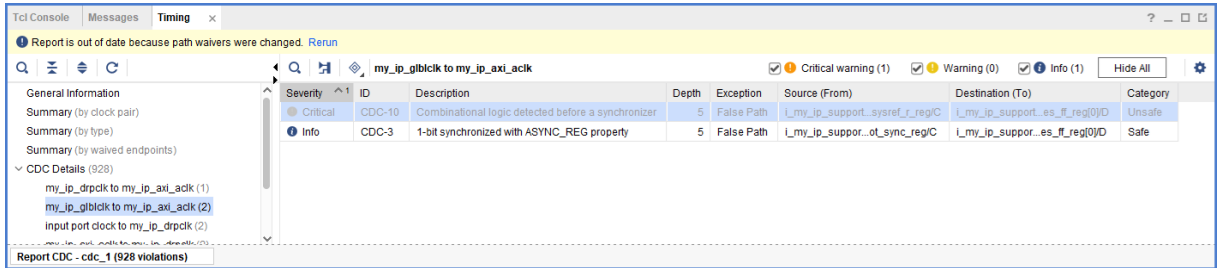 Tcl Console Messages Timing × ? _
Report is out of date because path waivers were changed. Rerun
my_ip_glblclk to my_ip_axi_aclk Critical warning (1) Warning (0) Info (1) Hide All
General Information
Summary (by clock pair)
Summary (by type)
Summary (by waived endpoints)
CDC Details (928)
my_ip_drpclk to my_ip_axi_aclk (1)
my_ip_glblclk to my_ip_axi_aclk (2)
input port clock to my_ip_drpclk (2)
Severity 1 ID Description Depth Exception Source (From) Destination (To) Category
Critical CDC-10 Combinational logic detected before a synchronizer 5 False Path i_my_ip_support...sysref_r_reg/C i_my_ip_support...es_ff_reg[0]/D Unsafe
Info CDC-3 1-bit synchronized with ASYNC_REG property 5 False Path i_my_ip_suppor...ot_sync_reg/C i_my_ip_suppor...es_ff_reg[0]/D Safe
Report CDC - cdc_1 (928 violations)